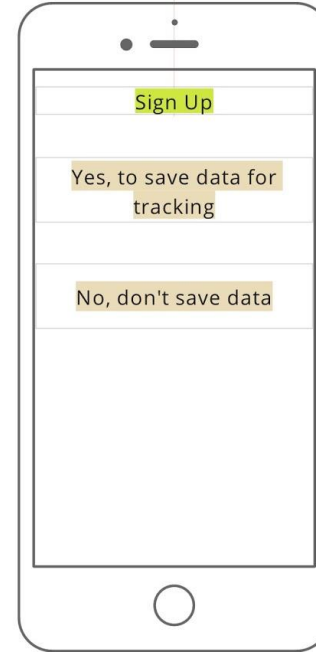 Sign Up
Yes, to save data for
tracking
No, don't save data